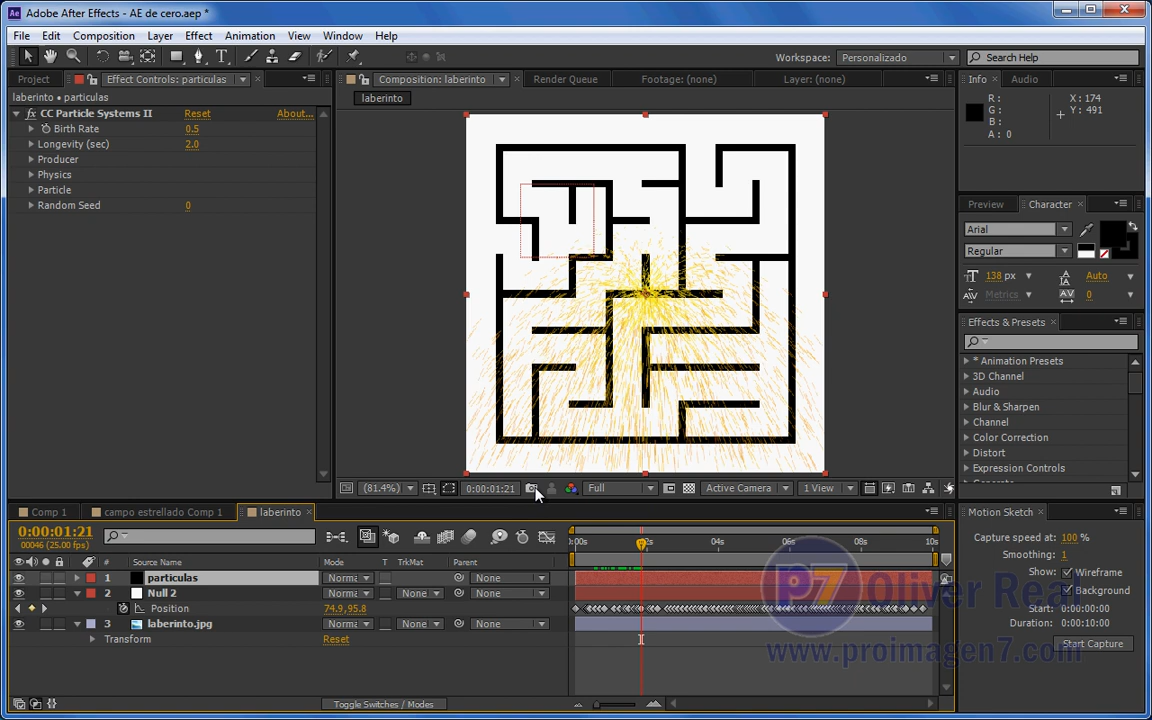 Adobe After Effects - AE de cero.aep *
File Edit Composition Layer Effect Animation View Window Help
Workspace: Personalizado Search Help
Project Effect Controls: particulas Composition: laberinto Render Queue Footage: (none) Layer: (none) Info Audio
laberinto • particulas
laberinto
fx CC Particle Systems II Reset About...
Birth Rate 0.5
Longevity (sec) 2.0
Producer
Physics
Particle
Random Seed 0
R: X: 174
G: Y: 491
B:
A: 0
Preview Character
Arial
Regular
138 px Auto
Metrics 0
Effects & Presets
* Animation Presets
3D Channel
Audio
Blur & Sharpen
Channel
Color Correction
Distort
Expression Controls
(81.4%) 0:00:01:21 Full Active Camera 1 View
Comp 1 campo estrellado Comp 1 laberinto
0:00:01:21
00046 (25.00 fps)
:00s 02s 04s 06s 08s 10s
# Source Name Mode T TrkMat Parent
1 particulas Norma None
2 Null 2 Norma None None
Position 74.9,95.8
3 laberinto.jpg Norma None None
Transform Reset
Toggle Switches / Modes
Motion Sketch
Capture speed at: 100 %
Smoothing: 1
Show: Wireframe
Background
Start: 0:00:00:00
Duration: 0:00:10:00
Start Capture
P7 Oliver Real
www.proimagen7.com